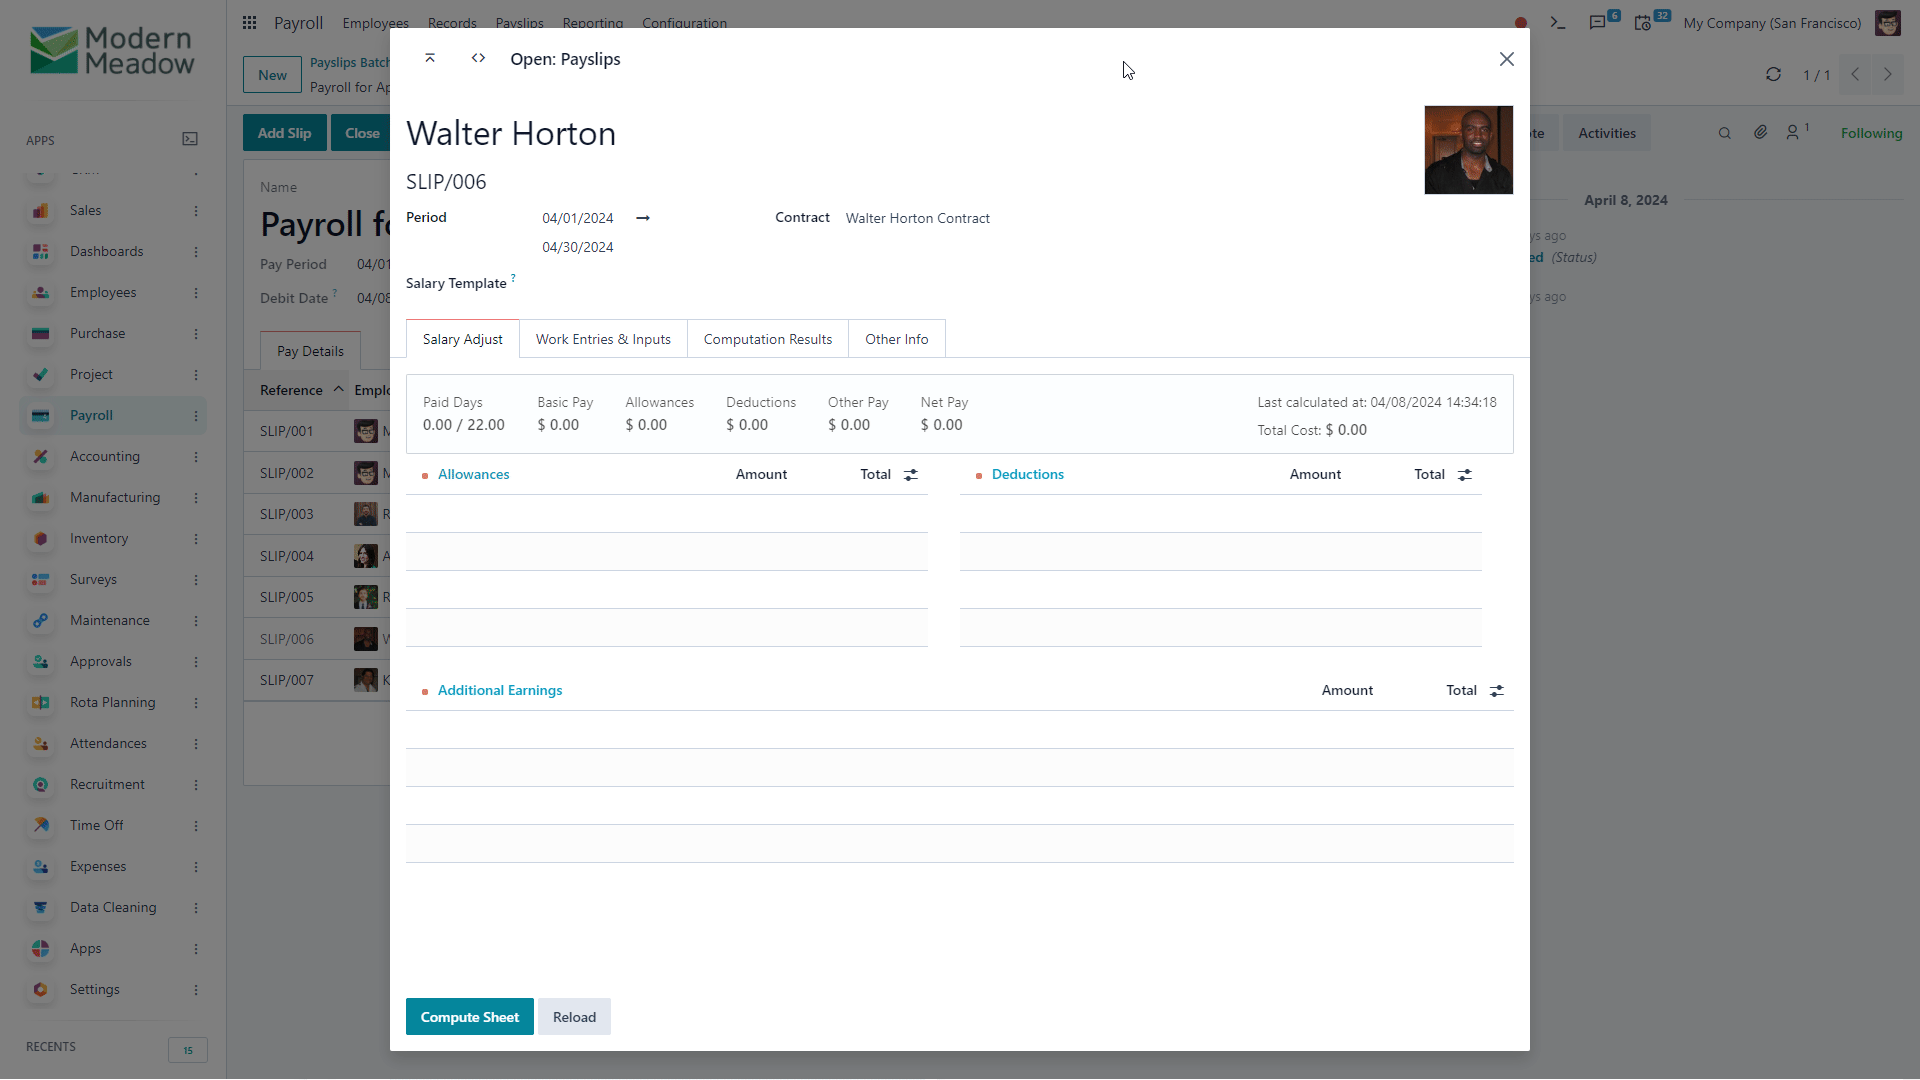 Modern
Meadow
Payroll
Employees
Records
Payslips
Reporting
Configuration
6
32
My Company (San Francisco)
New
Payslips Batch
Payroll for Ap
Open: Payslips
1 / 1
APPS
Add Slip
Close
Activities
1
Following
Walter Horton
SLIP/006
Period
04/01/2024
04/30/2024
Contract
Walter Horton Contract
Salary Template ?
Salary Adjust
Work Entries & Inputs
Computation Results
Other Info
Paid Days
0.00 / 22.00
Basic Pay
$ 0.00
Allowances
$ 0.00
Deductions
$ 0.00
Other Pay
$ 0.00
Net Pay
$ 0.00
Last calculated at: 04/08/2024 14:34:18
Total Cost: $ 0.00
Allowances
Amount
Total
Deductions
Amount
Total
Additional Earnings
Amount
Total
Compute Sheet
Reload
Name
Payroll fo
Pay Period
04/01
Debit Date ?
04/08
Pay Details
Reference
Emplo
SLIP/001
SLIP/002
SLIP/003
SLIP/004
SLIP/005
SLIP/006
SLIP/007
April 8, 2024
ys ago
ed (Status)
ys ago
Sales
Dashboards
Employees
Purchase
Project
Payroll
Accounting
Manufacturing
Inventory
Surveys
Maintenance
Approvals
Rota Planning
Attendances
Recruitment
Time Off
Expenses
Data Cleaning
Apps
Settings
RECENTS
15